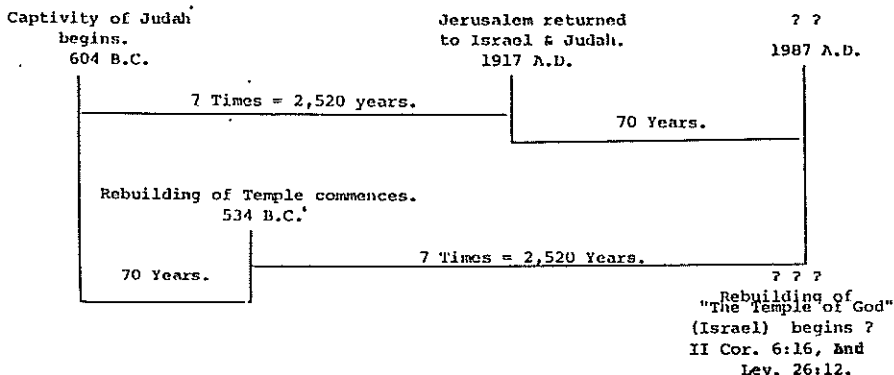 Captivity of Judah
begins.
604 B.C.
Jerusalem returned
to Israel & Judah.
1917 A.D.
? ?
1987 A.D.
7 Times = 2,520 years.
70 Years.
Rebuilding of Temple commences.
534 B.C.
7 Times = 2,520 Years.
70 Years.
? ? ?
Rebuilding of
"The Temple of God"
(Israel) begins ?
II Cor. 6:16, And
Lev. 26:12.